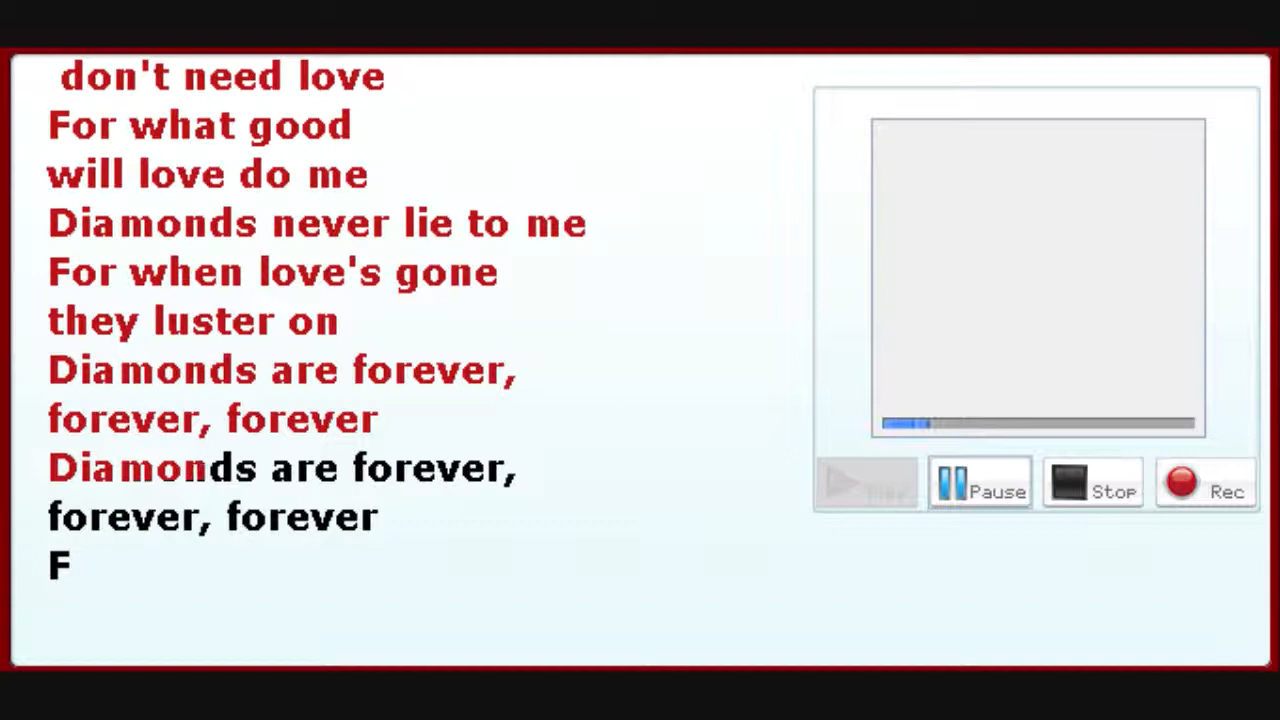 don't need love
For what good
will love do me
Diamonds never lie to me
For when love's gone
they luster on
Diamonds are forever,
forever, forever
Diamonds are forever,
forever, forever
F
Pause Stop Rec